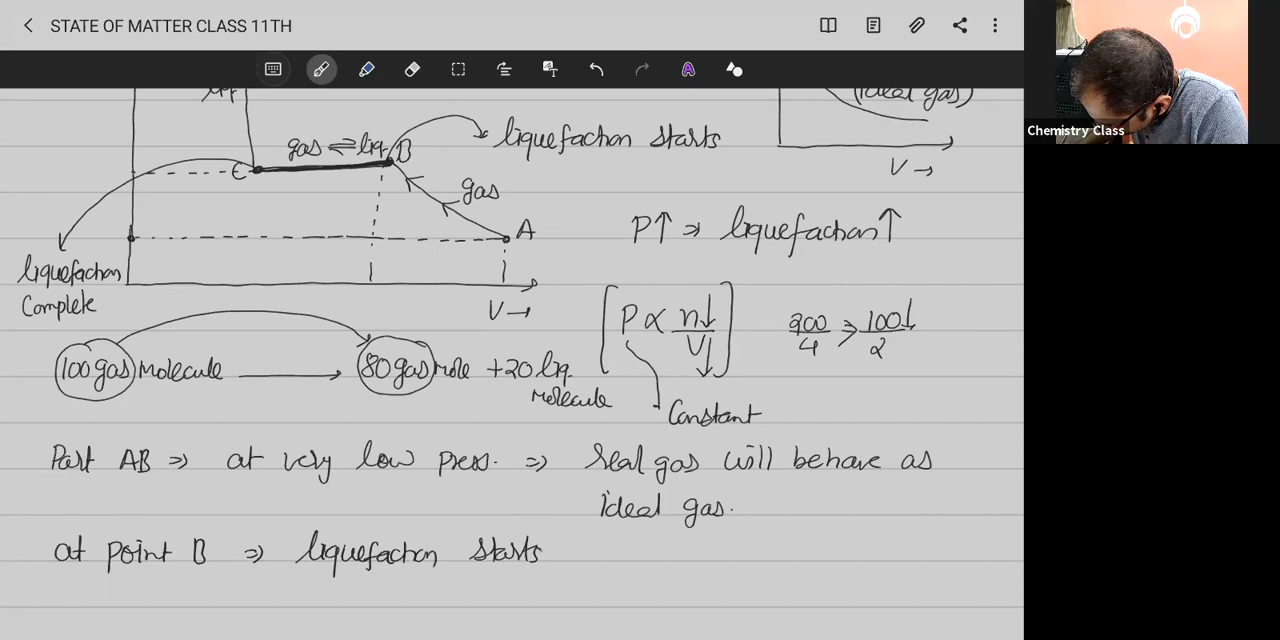 STATE OF MATTER CLASS 11TH
(ideal gas)
gas ⇌ liq. B
liquefaction starts
Chemistry Class
C
V →
gas
A
P↑ ⇒ liquefaction↑
liquefaction
Complete
V →
[P ∝ n↓/V↓]
200/4 ⇒ 100↓/2
100 gas Molecule → 80 gas mole + 20 liq.
Molecule
Constant
Part AB ⇒ at very low press. ⇒ real gas will behave as
ideal gas.
at point B ⇒ liquefaction starts